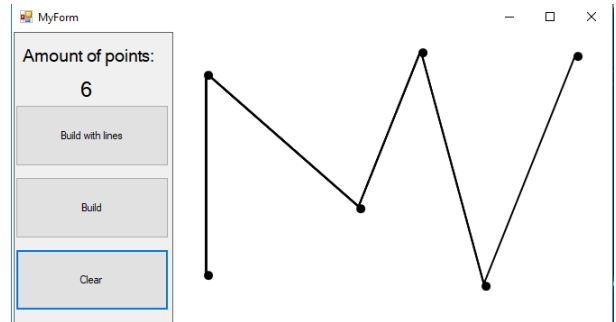 MyForm
Amount of points:
6
Build with lines
Build
Clear